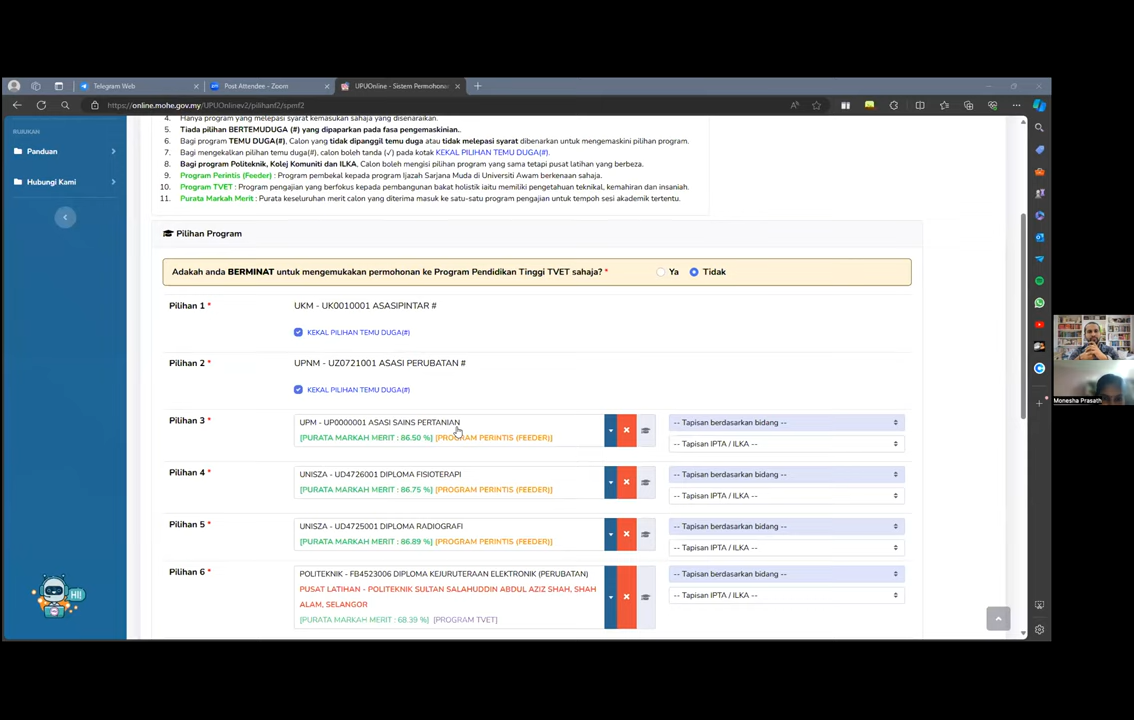 Telegram Web
Post Attendee - Zoom
UPUOnline - Sistem Permohona
https://online.mohe.gov.my/UPUOnlinev2/pilihanf2/spmf2
RUJUKAN
Panduan
Hubungi Kami
HI!
4. Hanya program yang melepasi syarat kemasukan sahaja yang disenaraikan.
5. Tiada pilihan BERTEMUDUGA (#) yang dipaparkan pada fasa pengemaskinian..
6. Bagi program TEMU DUGA(#), Calon yang tidak dipanggil temu duga atau tidak melepasi syarat dibenarkan untuk mengemaskini pilihan program.
7. Bagi mengekalkan pilihan temu duga(#), calon boleh tanda (√) pada kotak KEKAL PILIHAN TEMU DUGA(#).
8. Bagi program Politeknik, Kolej Komuniti dan ILKA, Calon boleh mengisi pilihan program yang sama tetapi pusat latihan yang berbeza.
9. Program Perintis (Feeder) : Program pembekal kepada program Ijazah Sarjana Muda di Universiti Awam berkenaan sahaja.
10. Program TVET : Program pengajian yang berfokus kepada pembangunan bakat holistik iaitu memiliki pengetahuan teknikal, kemahiran dan insaniah.
11. Purata Markah Merit : Purata keseluruhan merit calon yang diterima masuk ke satu-satu program pengajian untuk tempoh sesi akademik tertentu.
Pilihan Program
Adakah anda BERMINAT untuk mengemukakan permohonan ke Program Pendidikan Tinggi TVET sahaja? * Ya Tidak
Pilihan 1 * UKM - UK0010001 ASASIPINTAR #
KEKAL PILIHAN TEMU DUGA(#)
Pilihan 2 * UPNM - UZ0721001 ASASI PERUBATAN #
KEKAL PILIHAN TEMU DUGA(#)
Pilihan 3 * UPM - UP0000001 ASASI SAINS PERTANIAN -- Tapisan berdasarkan bidang --
[PURATA MARKAH MERIT : 86.50 %] [PROGRAM PERINTIS (FEEDER)] -- Tapisan IPTA / ILKA --
Pilihan 4 * UNISZA - UD4726001 DIPLOMA FISIOTERAPI -- Tapisan berdasarkan bidang --
[PURATA MARKAH MERIT : 86.75 %] [PROGRAM PERINTIS (FEEDER)] -- Tapisan IPTA / ILKA --
Pilihan 5 * UNISZA - UD4725001 DIPLOMA RADIOGRAFI -- Tapisan berdasarkan bidang --
[PURATA MARKAH MERIT : 86.89 %] [PROGRAM PERINTIS (FEEDER)] -- Tapisan IPTA / ILKA --
Pilihan 6 * POLITEKNIK - FB4523006 DIPLOMA KEJURUTERAAN ELEKTRONIK (PERUBATAN) -- Tapisan berdasarkan bidang --
PUSAT LATIHAN - POLITEKNIK SULTAN SALAHUDDIN ABDUL AZIZ SHAH, SHAH -- Tapisan IPTA / ILKA --
ALAM, SELANGOR
[PURATA MARKAH MERIT : 68.39 %] [PROGRAM TVET]
Monesha Prasath